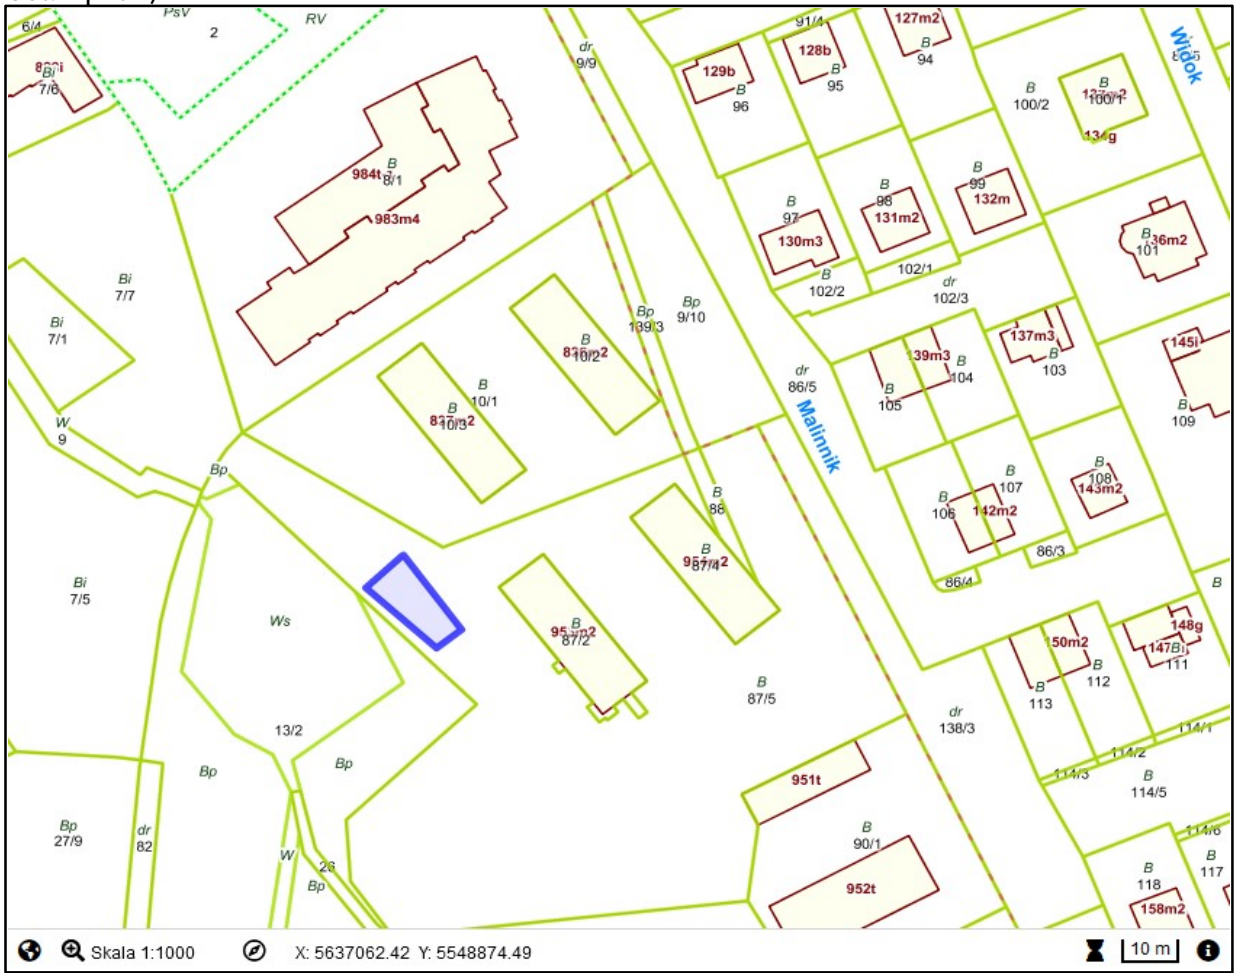 PsV
RV
6/4
2
91/4
127m2
dr
9/9
Widok
B
94
128b
B
95
129b
B
96
Bi
7/6
B
100/2
B
100/1
134g
984t
B
8/1
983m4
B
99
132m
B
98
131m2
B
97
130m3
B
101
102/1
B
102/2
dr
102/3
Bi
7/7
Bi
7/1
Bp
139/3
Bp
9/10
137m3
B
103
145i
B
10/2
139m3
B
104
dr
86/5
B
105
B
10/1
B
10/3
B
109
W
9
Malinnik
Bp
B
107
B
108
143m2
B
106
142m2
B
88
86/3
B
87/4
86/4
B
Bi
7/5
Ws
B
87/2
148g
150m2
B
111
B
112
B
87/5
B
113
dr
138/3
114/1
13/2
114/2
Bp
Bp
951t
114/3
B
114/5
Bp
27/9
dr
82
B
90/1
114/6
W
26
B
117
Bp
952t
B
118
158m2
Skala 1:1000
X: 5637062.42 Y: 5548874.49
10 m